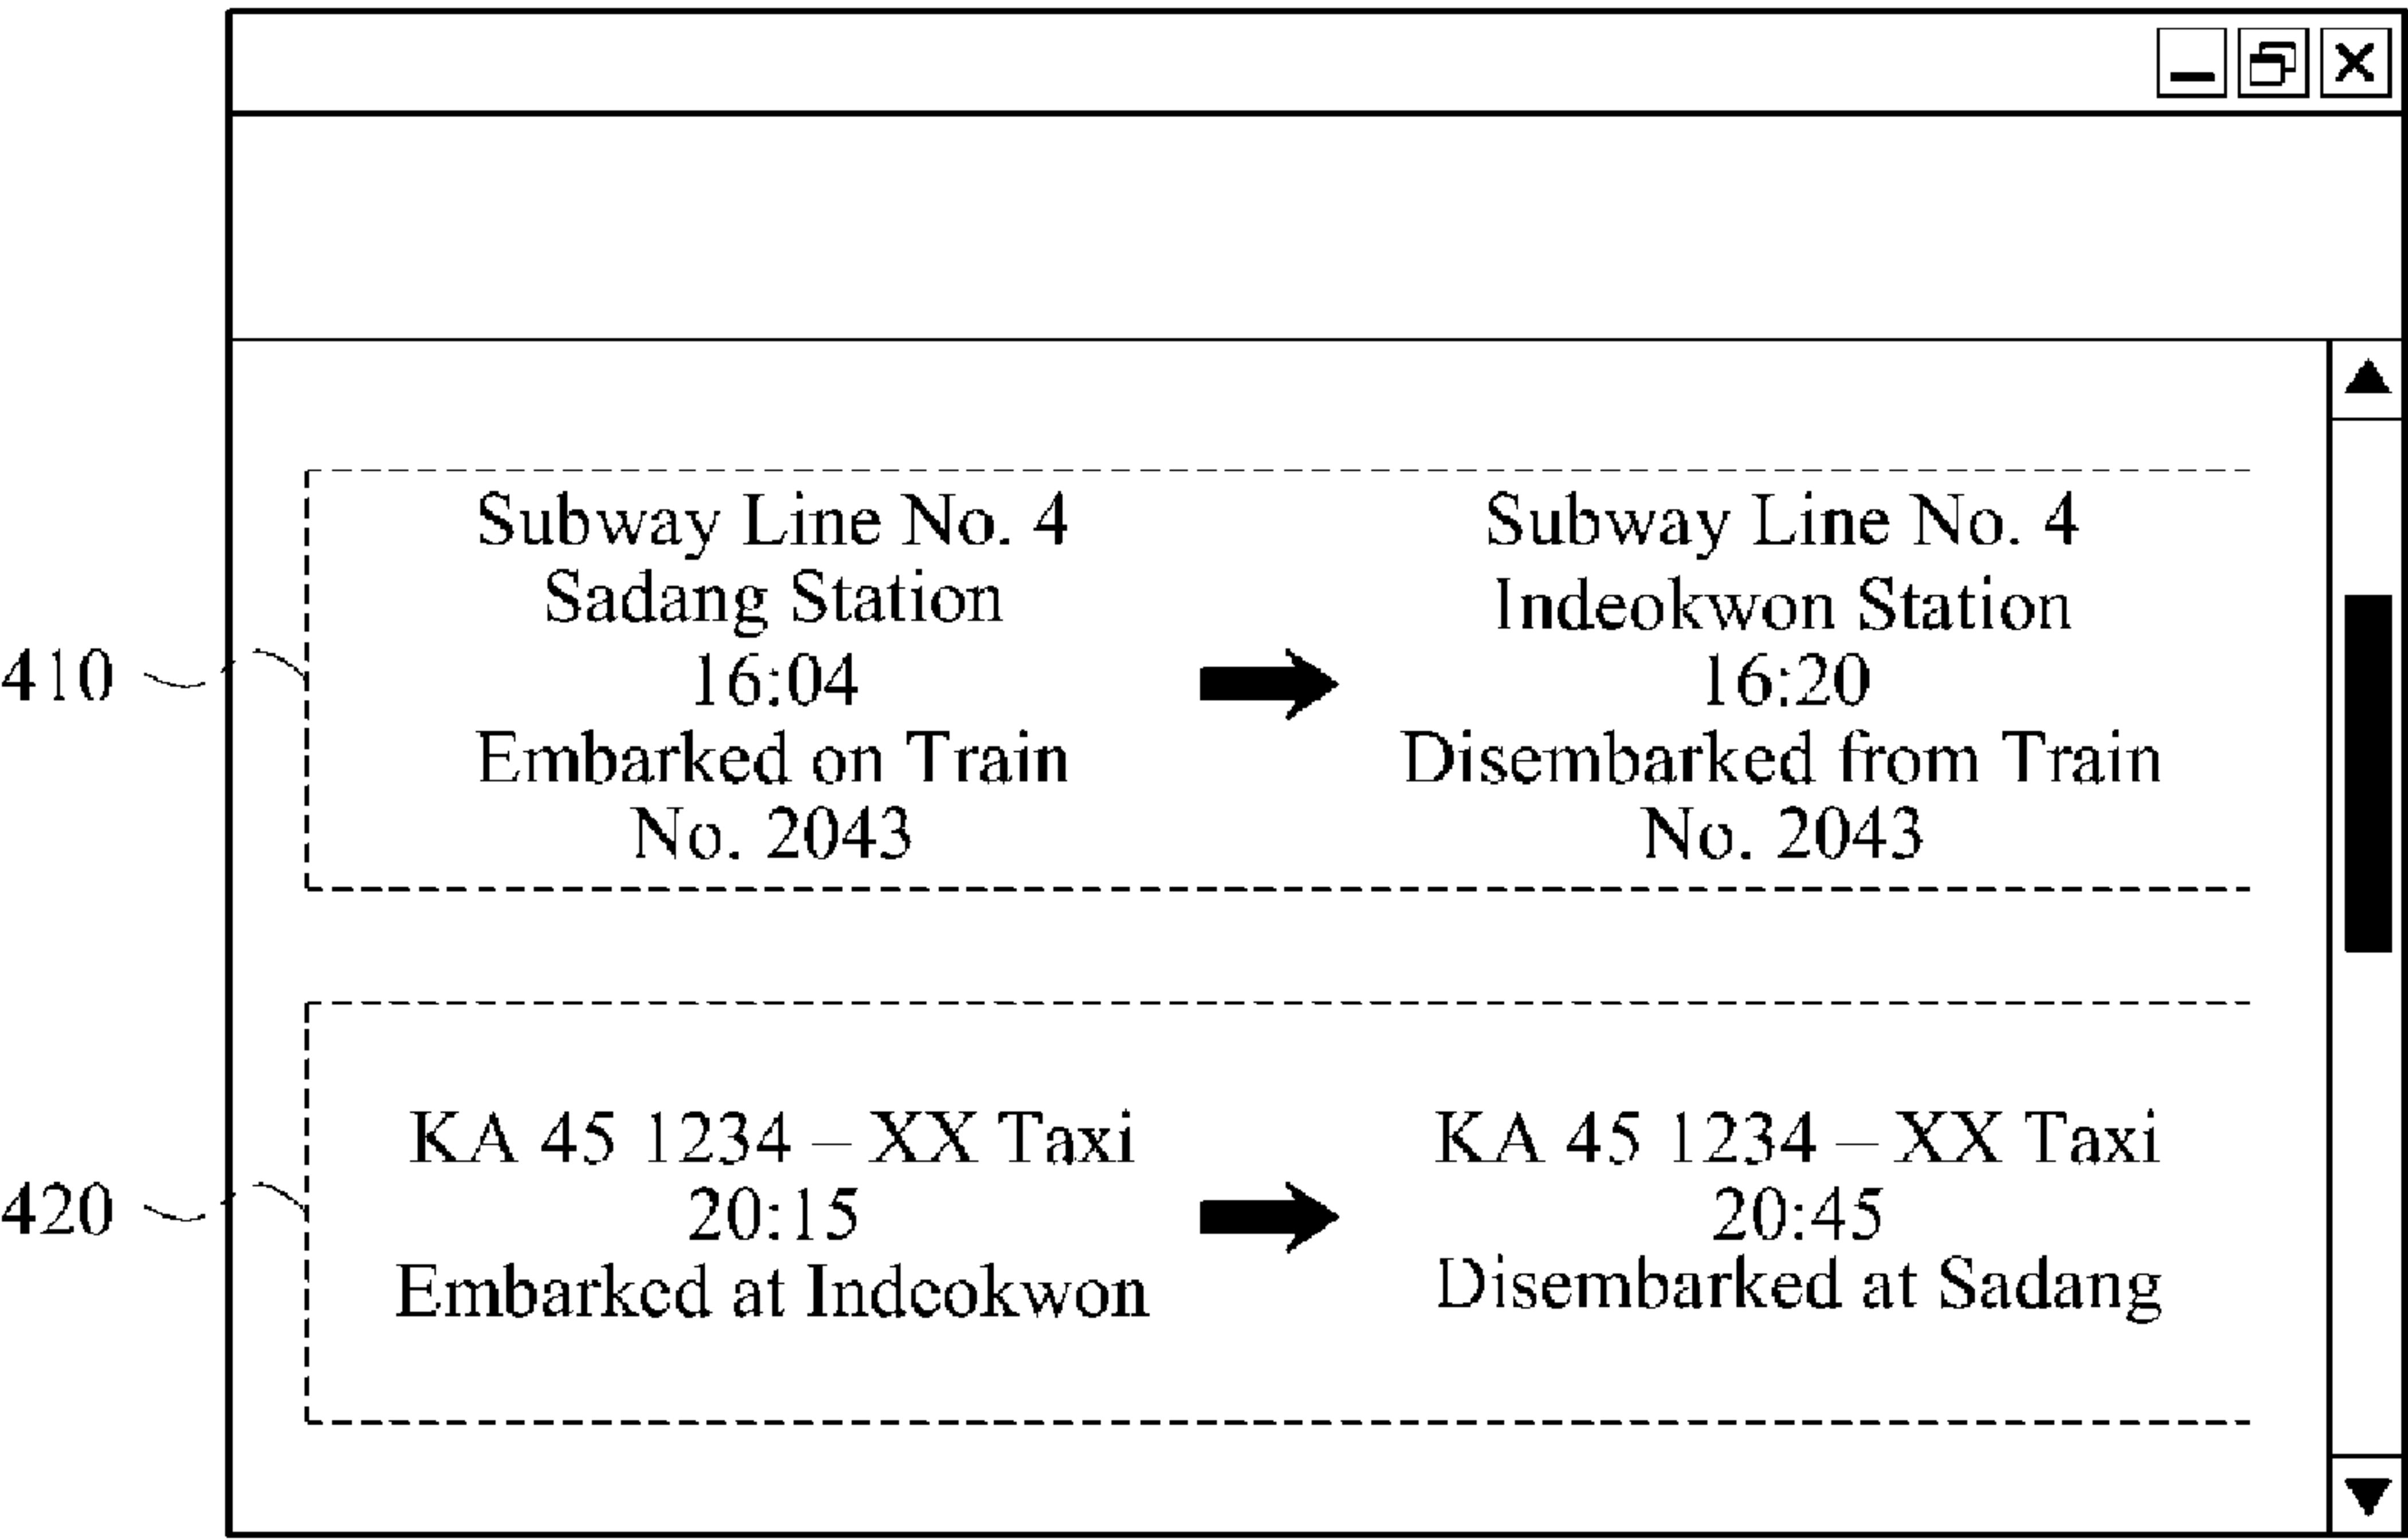 Subway Line No. 4
Sadang Station
16:04
Embarked on Train
No. 2043
Subway Line No. 4
Indeokwon Station
16:20
Disembarked from Train
No. 2043
410
KA 45 1234 – XX Taxi
20:15
Embarked at Indeokwon
KA 45 1234 – XX Taxi
20:45
Disembarked at Sadang
420